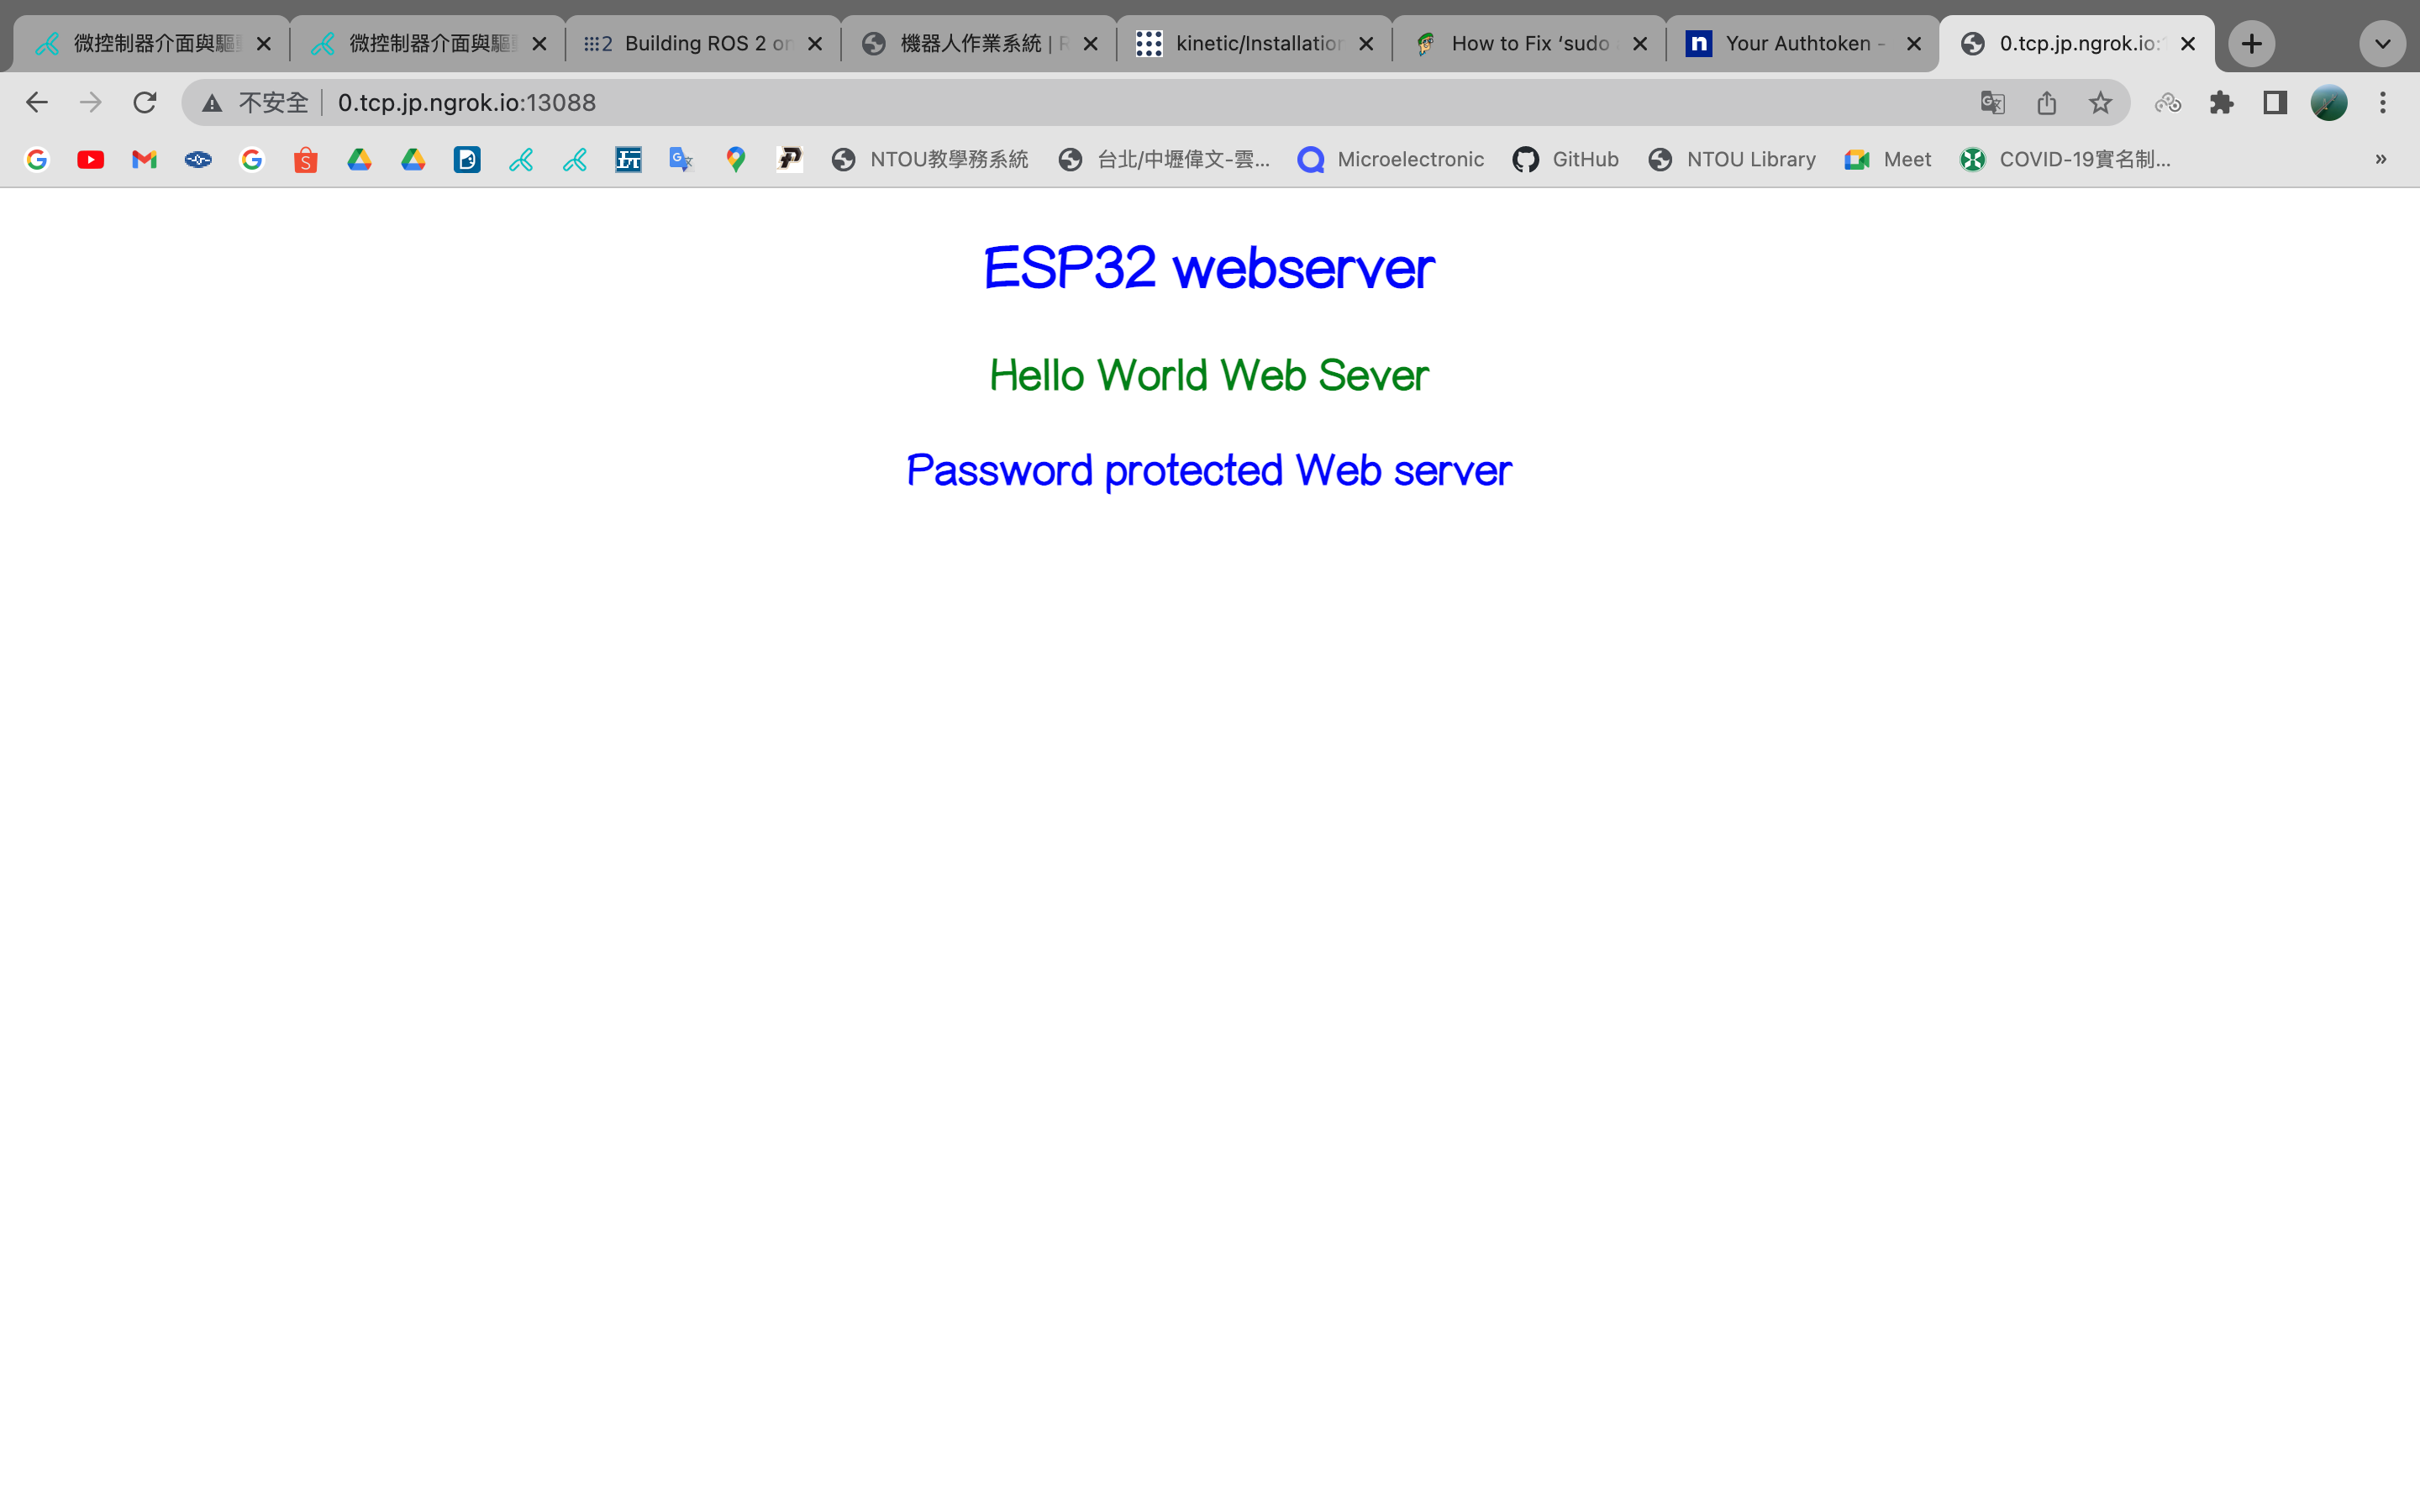 微控制器介面與驅
微控制器介面與驅
Building ROS 2 on
機器人作業系統 | R
kinetic/Installation
How to Fix ‘sudo
Your Authtoken -
0.tcp.jp.ngrok.io:
不安全
0.tcp.jp.ngrok.io:13088
NTOU教學務系統
台北/中壢偉文-雲...
Microelectronic
GitHub
NTOU Library
Meet
COVID-19實名制...
»
ESP32 webserver
Hello World Web Sever
Password protected Web server